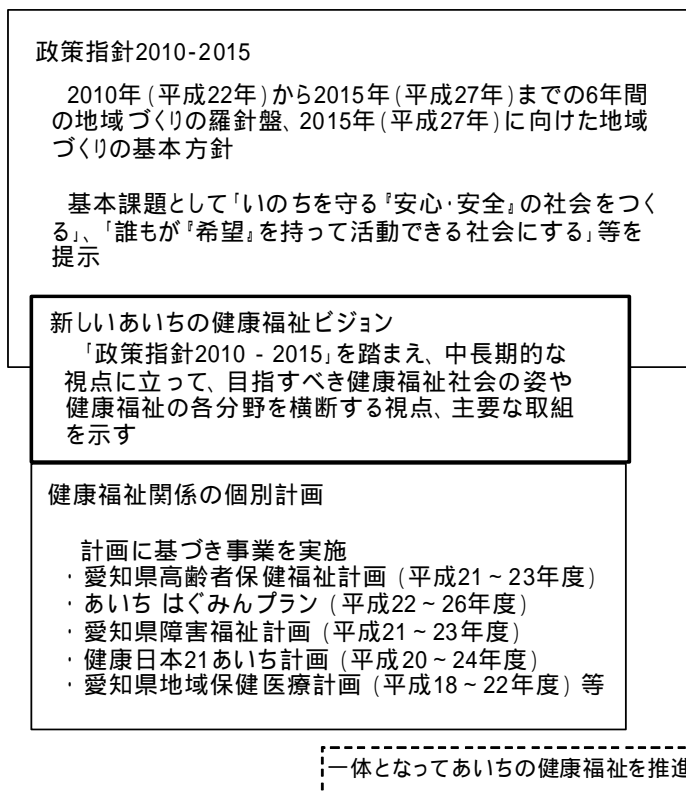 政策指針2010-2015
2010年(平成22年)から2015年(平成27年)までの6年間
の地域づくりの羅針盤、2015年(平成27年)に向けた地域
づくりの基本方針
基本課題として「いのちを守る『安心・安全』の社会をつく
る」、「誰もが『希望』を持って活動できる社会にする」等を
提示
新しいあいちの健康福祉ビジョン
「政策指針2010 - 2015」を踏まえ、中長期的な
視点に立って、目指すべき健康福祉社会の姿や
健康福祉の各分野を横断する視点、主要な取組
を示す
健康福祉関係の個別計画
計画に基づき事業を実施
・愛知県高齢者保健福祉計画 (平成21~23年度)
・あいち はぐみんプラン (平成22~26年度)
・愛知県障害福祉計画 (平成21~23年度)
・健康日本21あいち計画 (平成20~24年度)
・愛知県地域保健医療計画 (平成18~22年度) 等
一体となってあいちの健康福祉を推進